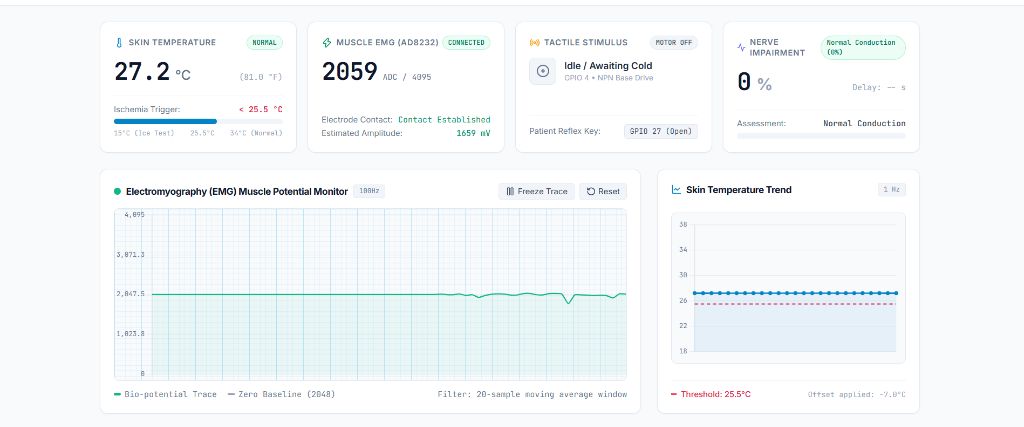 SKIN TEMPERATURE
NORMAL
27.2 °C
(81.0 °F)
Ischemia Trigger:
< 25.5 °C
15°C (Ice Test)
25.5°C
34°C (Normal)
MUSCLE EMG (AD8232)
CONNECTED
2059 ADC / 4095
Electrode Contact: Contact Established
Estimated Amplitude: 1659 mV
TACTILE STIMULUS
MOTOR OFF
Idle / Awaiting Cold
GPIO 4 • NPN Base Drive
Patient Reflex Key:
GPIO 27 (Open)
NERVE
IMPAIRMENT
Normal Conduction
(0%)
0 %
Delay: -- s
Assessment:
Normal Conduction
Electromyography (EMG) Muscle Potential Monitor
100Hz
Freeze Trace
Reset
4,095
3,071.3
2,047.5
1,023.8
0
Bio-potential Trace
Zero Baseline (2048)
Filter: 20-sample moving average window
Skin Temperature Trend
1 Hz
38
34
30
26
22
18
Threshold: 25.5°C
Offset applied: -7.0°C